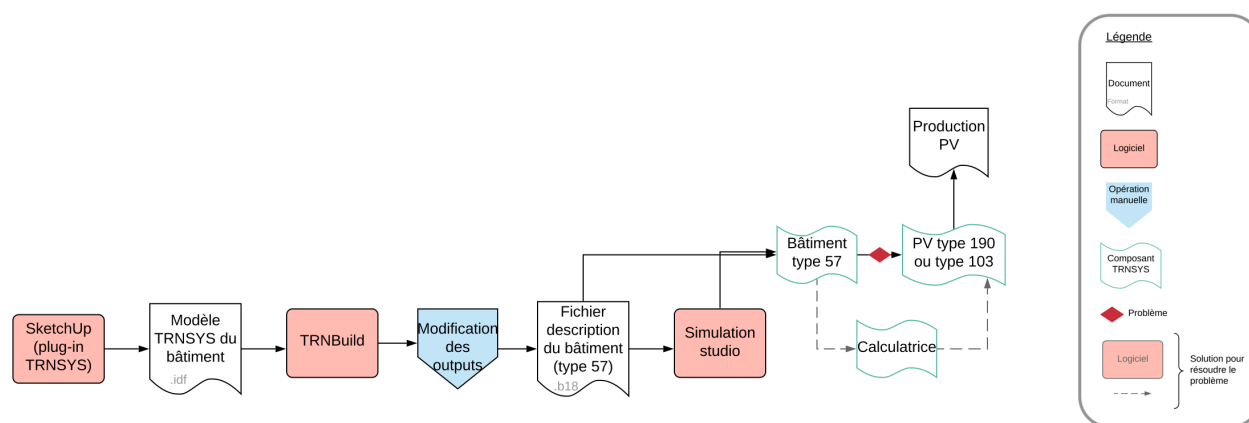 SketchUp
(plug-in
TRNSYS)
Modèle
TRNSYS du
bâtiment
.idf
TRNBuild
Modification
des
outputs
Fichier
description
du bâtiment
(type 57)
.b18
Simulation
studio
Bâtiment
type 57
Calculatrice
PV type 190
ou type 103
Production
PV
Légende
Document
Format
Logiciel
Opération
manuelle
Composant
TRNSYS
Problème
Logiciel
Solution pour
résoudre le
problème